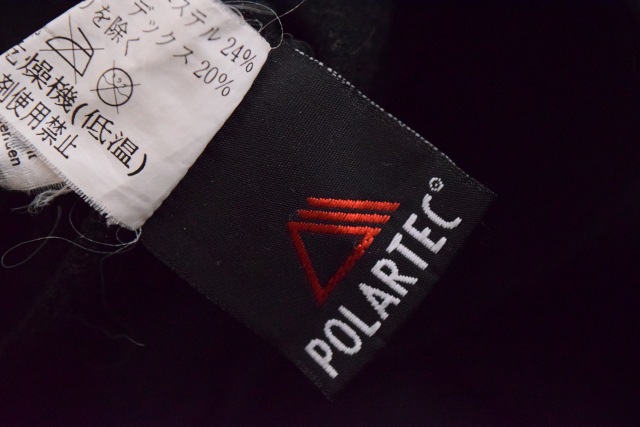 ステル 24%
デックス 20%
を除く
乾燥機(低温)
剤使用禁止
POLARTEC®